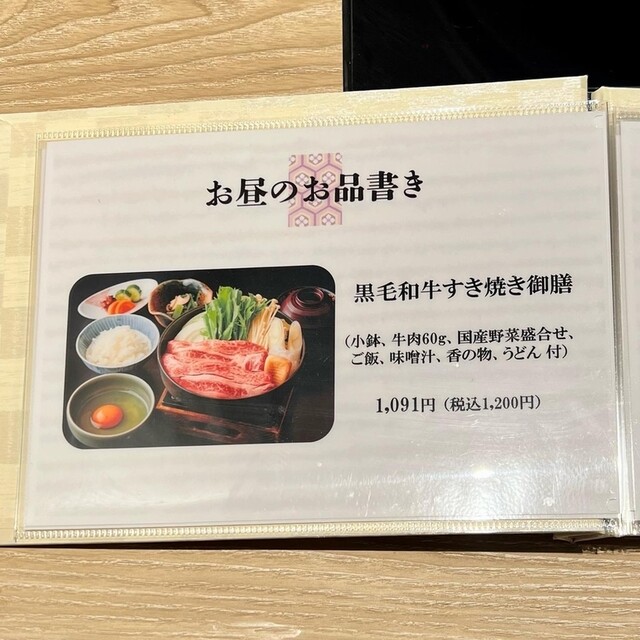 お昼のお品書き
黒毛和牛すき焼き御膳
（小鉢、牛肉60g、国産野菜盛合せ、
ご飯、味噌汁、香の物、うどん 付）
1,091円（税込1,200円）